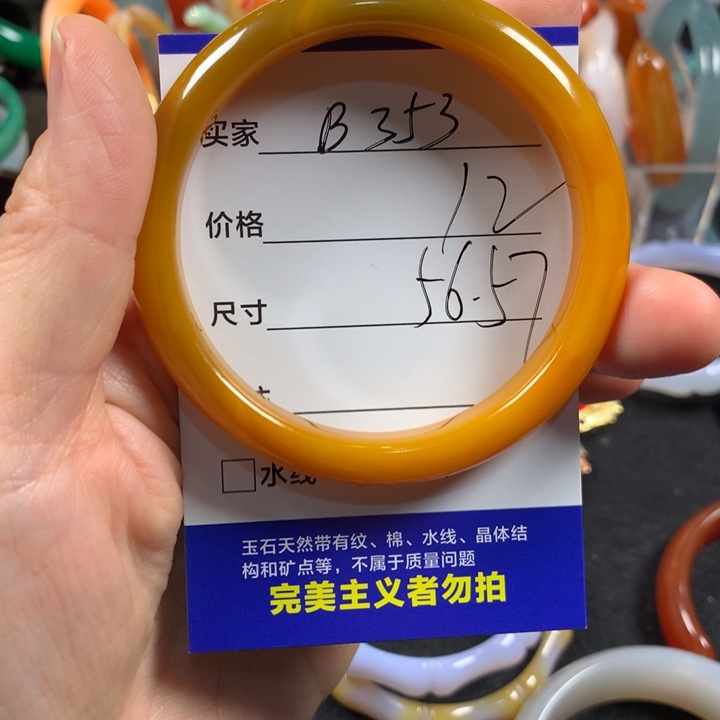 卖家 B 353
价格 12
尺寸 56.57
水线
玉石天然带有纹、棉、水线、晶体结
构和矿点等，不属于质量问题
完美主义者勿拍